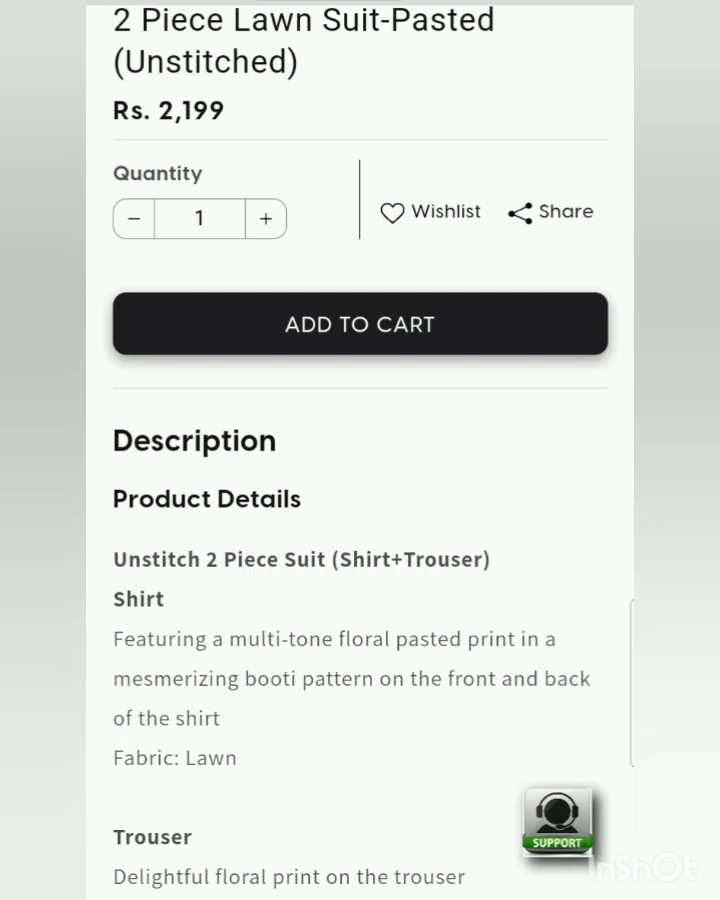 2 Piece Lawn Suit-Pasted
(Unstitched)
Rs. 2,199
Quantity
− 1 +
Wishlist
Share
ADD TO CART
Description
Product Details
Unstitch 2 Piece Suit (Shirt+Trouser)
Shirt
Featuring a multi-tone floral pasted print in a
mesmerizing booti pattern on the front and back
of the shirt
Fabric: Lawn
SUPPORT
Trouser
Delightful floral print on the trouser
InShOt